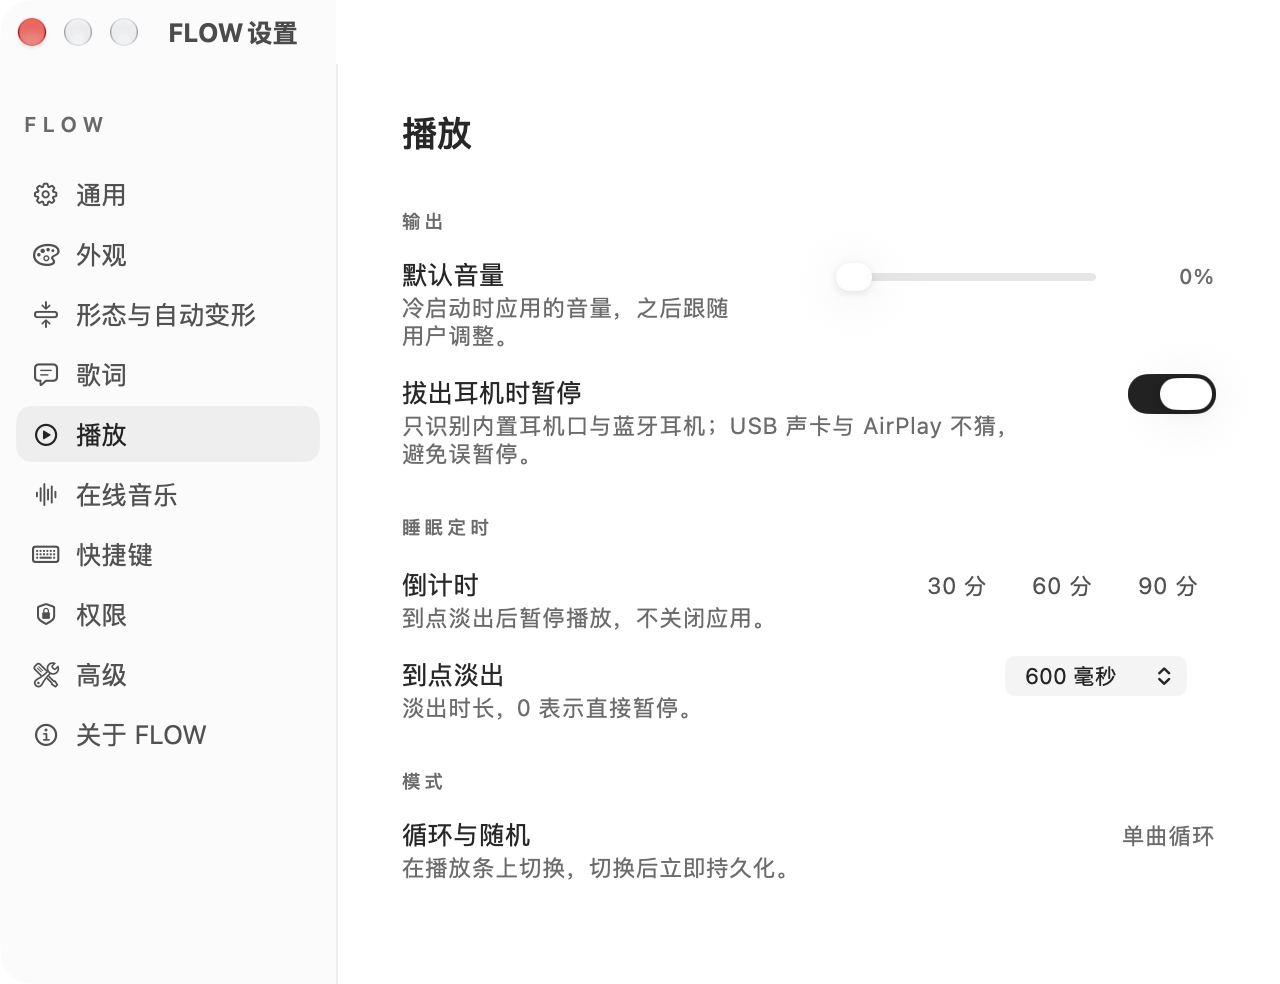 FLOW 设置
FLOW
通用
外观
形态与自动变形
歌词
播放
在线音乐
快捷键
权限
高级
关于 FLOW
播放
输出
默认音量
0%
冷启动时应用的音量，之后跟随
用户调整。
拔出耳机时暂停
只识别内置耳机口与蓝牙耳机；USB 声卡与 AirPlay 不猜，
避免误暂停。
睡眠定时
倒计时
30 分 60 分 90 分
到点淡出后暂停播放，不关闭应用。
到点淡出
600 毫秒
淡出时长，0 表示直接暂停。
模式
循环与随机
单曲循环
在播放条上切换，切换后立即持久化。